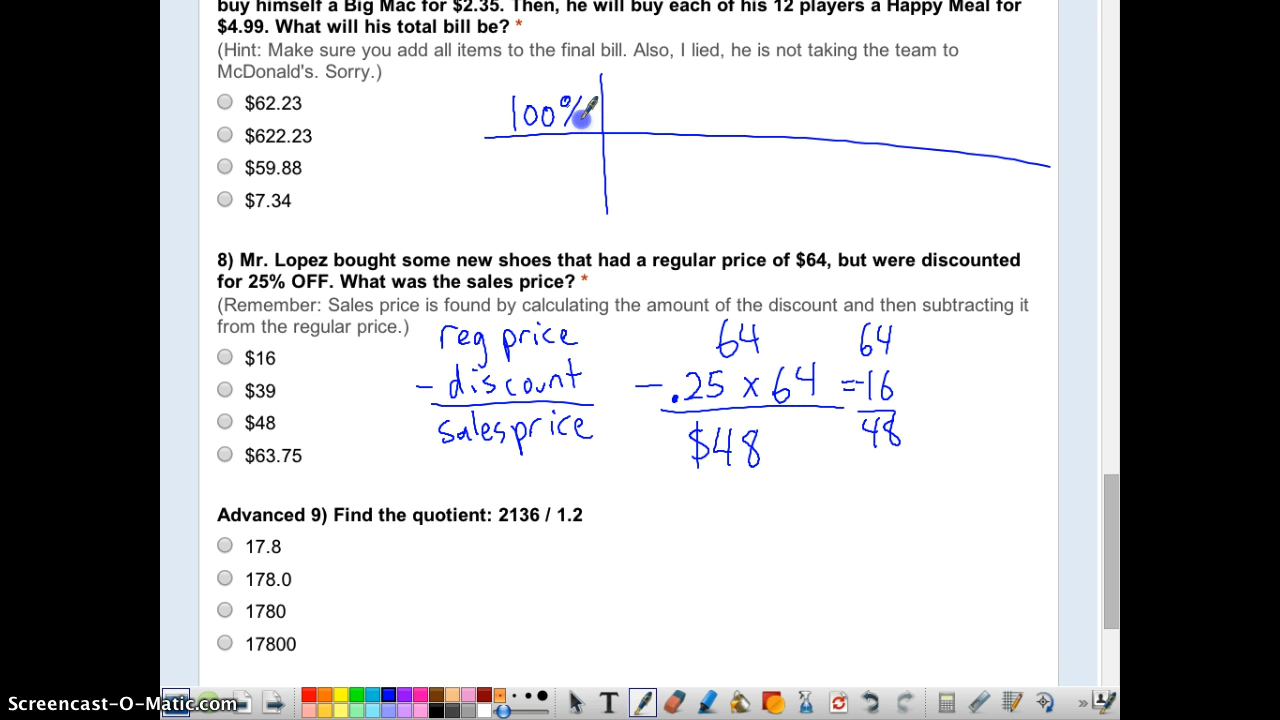 buy himself a Big Mac for $2.35. Then, he will buy each of his 12 players a Happy Meal for
$4.99. What will his total bill be? *
(Hint: Make sure you add all items to the final bill. Also, I lied, he is not taking the team to
McDonald's. Sorry.)
$62.23
$622.23
$59.88
$7.34
100%
8) Mr. Lopez bought some new shoes that had a regular price of $64, but were discounted
for 25% OFF. What was the sales price? *
(Remember: Sales price is found by calculating the amount of the discount and then subtracting it
from the regular price.)
$16
$39
$48
$63.75
reg price
- discount
sales price
64
- .25 x 64
$48
64
=-16
48
Advanced 9) Find the quotient: 2136 / 1.2
17.8
178.0
1780
17800
Screencast-O-Matic.com
T